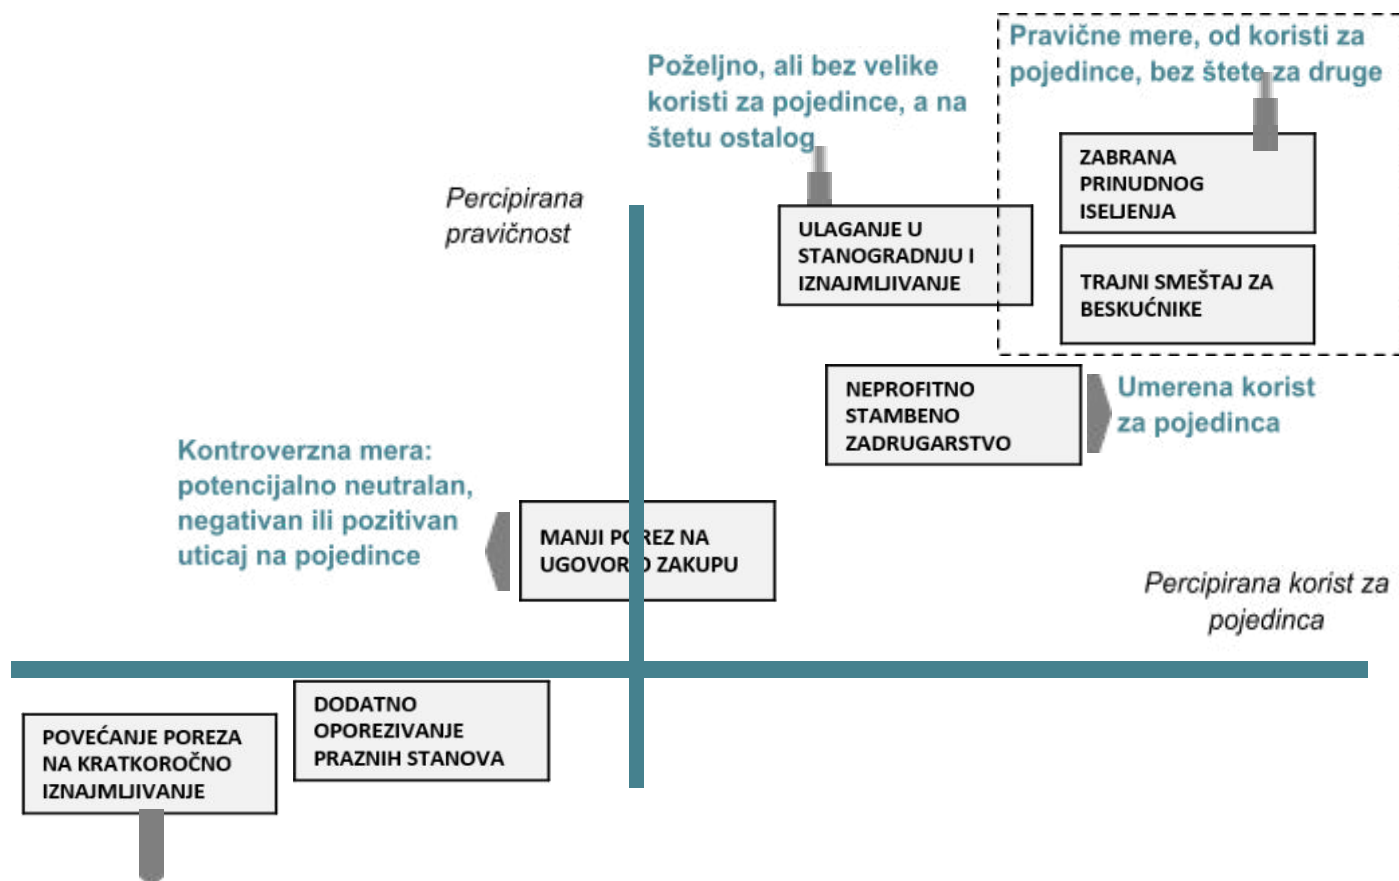 Pravične mere, od koristi za
pojedince, bez štete za druge
Poželjno, ali bez velike
koristi za pojedince, a na
štetu ostalog
ZABRANA
PRINUDNOG
ISELJENJA
Percipirana
pravičnost
ULAGANJE U
STANOGRADNJU I
IZNAJMLJIVANJE
TRAJNI SMEŠTAJ ZA
BESKUĆNIKE
NEPROFITNO
STAMBENO
ZADRUGARSTVO
Umerena korist
za pojedinca
Kontroverzna mera:
potencijalno neutralan,
negativan ili pozitivan
uticaj na pojedince
MANJI POREZ NA
UGOVOR O ZAKUPU
Percipirana korist za
pojedinca
DODATNO
OPOREZIVANJE
PRAZNIH STANOVA
POVEĆANJE POREZA
NA KRATKOROČNO
IZNAJMLJIVANJE